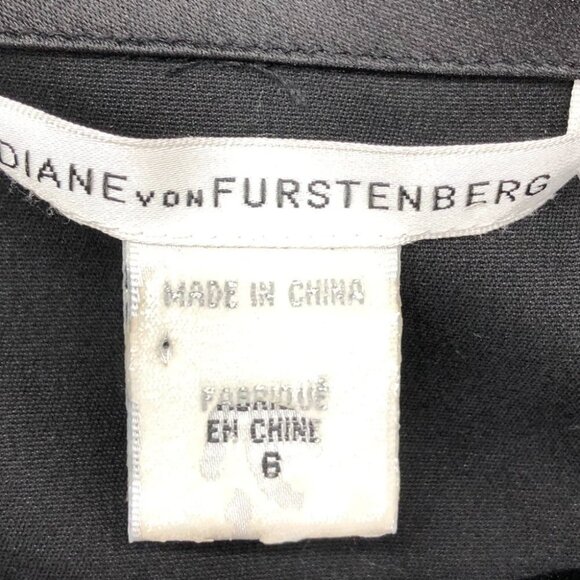 DIANE VON FURSTENBERG
MADE IN CHINA
FABRIQUÉ
EN CHINE
6